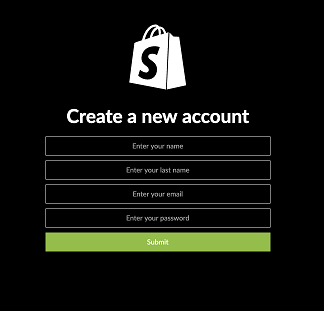 S
Create a new account
Enter your name
Enter your last name
Enter your email
Enter your password
Submit